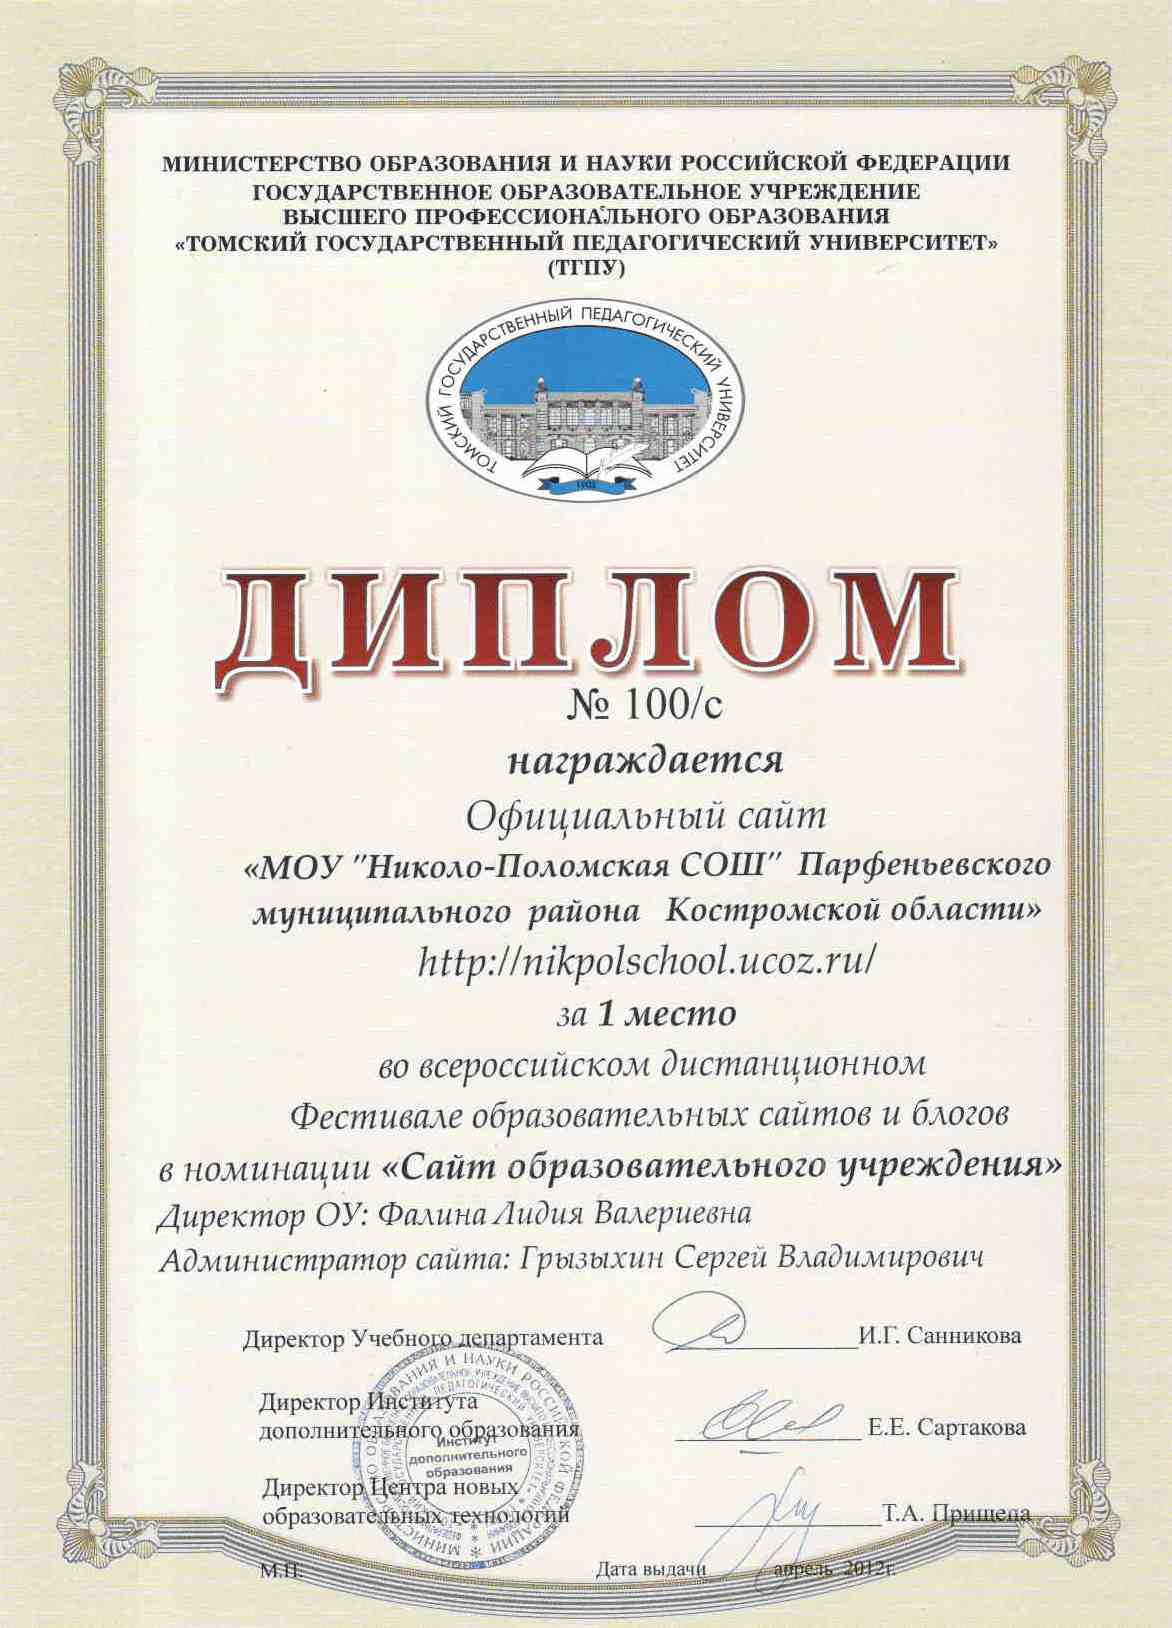 МИНИСТЕРСТВО ОБРАЗОВАНИЯ И НАУКИ РОССИЙСКОЙ ФЕДЕРАЦИИ
ГОСУДАРСТВЕННОЕ ОБРАЗОВАТЕЛЬНОЕ УЧРЕЖДЕНИЕ
ВЫСШЕГО ПРОФЕССИОНАЛЬНОГО ОБРАЗОВАНИЯ
«ТОМСКИЙ ГОСУДАРСТВЕННЫЙ ПЕДАГОГИЧЕСКИЙ УНИВЕРСИТЕТ»
(ТГПУ)
ТОМСКИЙ ГОСУДАРСТВЕННЫЙ ПЕДАГОГИЧЕСКИЙ УНИВЕРСИТЕТ
1902
ДИПЛОМ
№ 100/с
награждается
Официальный сайт
«МОУ "Николо-Поломская СОШ" Парфеньевского
муниципального района Костромской области»
http://nikpolschool.ucoz.ru/
за 1 место
во всероссийском дистанционном
Фестивале образовательных сайтов и блогов
в номинации «Сайт образовательного учреждения»
Директор ОУ: Фалина Лидия Валериевна
Администратор сайта: Грызыхин Сергей Владимирович
Директор Учебного департамента И.Г. Санникова
Директор Института
дополнительного образования Е.Е. Сартакова
Директор Центра новых
образовательных технологий Т.А. Прищепа
Институт
дополнительного
образования
М.П. Дата выдачи апрель 2012г.